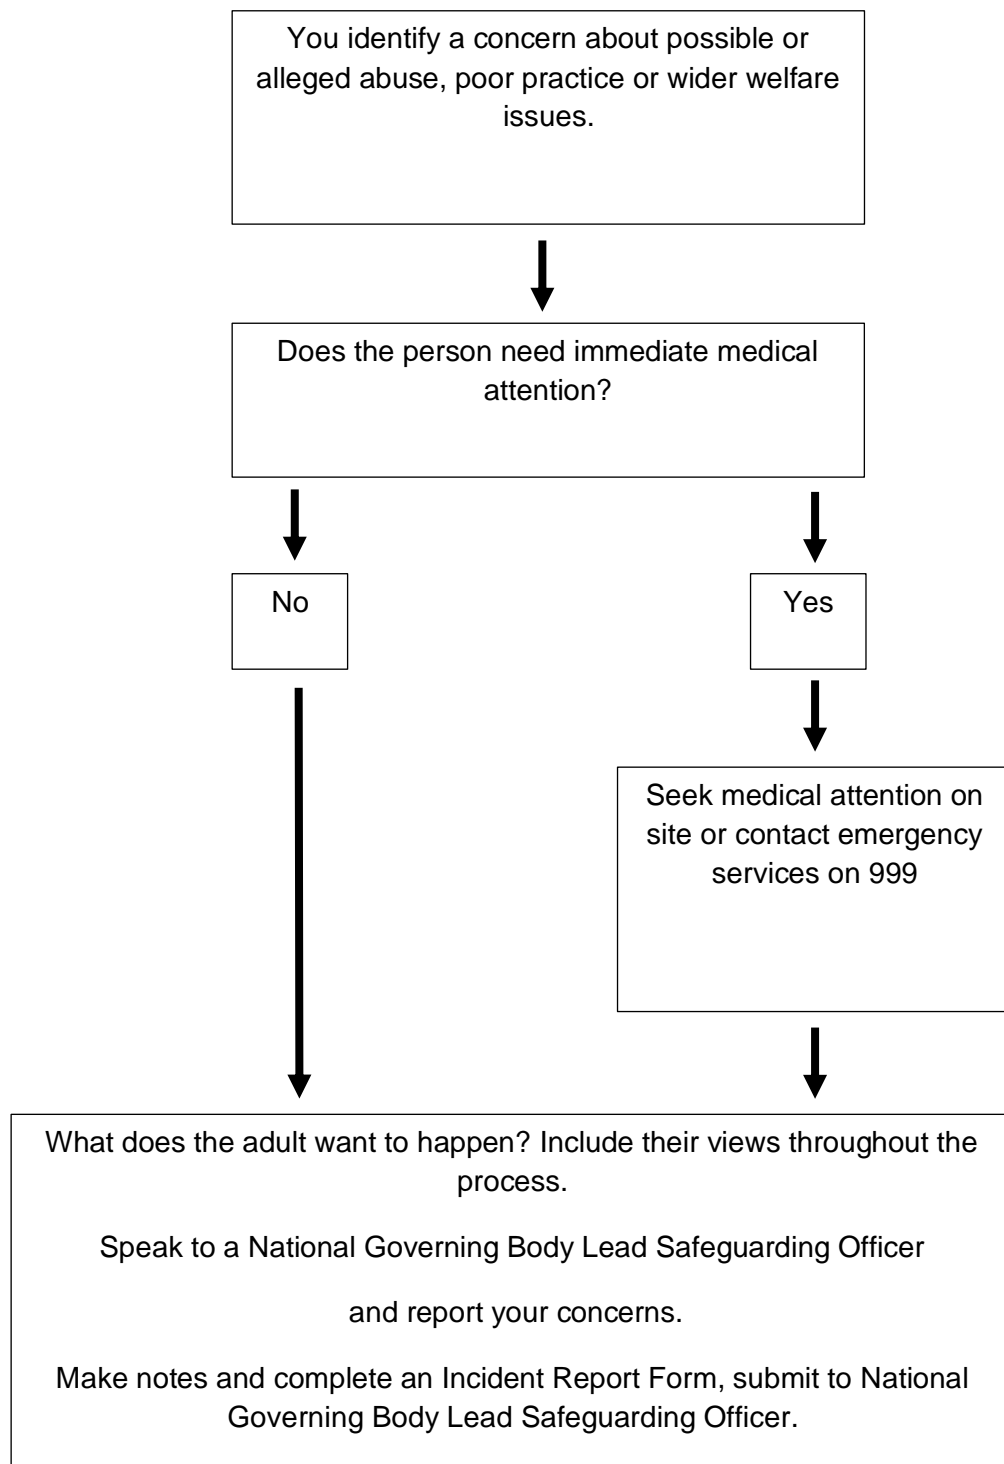 You identify a concern about possible or
alleged abuse, poor practice or wider welfare
issues.
Does the person need immediate medical
attention?
No
Yes
Seek medical attention on
site or contact emergency
services on 999
What does the adult want to happen? Include their views throughout the
process.
Speak to a National Governing Body Lead Safeguarding Officer
and report your concerns.
Make notes and complete an Incident Report Form, submit to National
Governing Body Lead Safeguarding Officer.